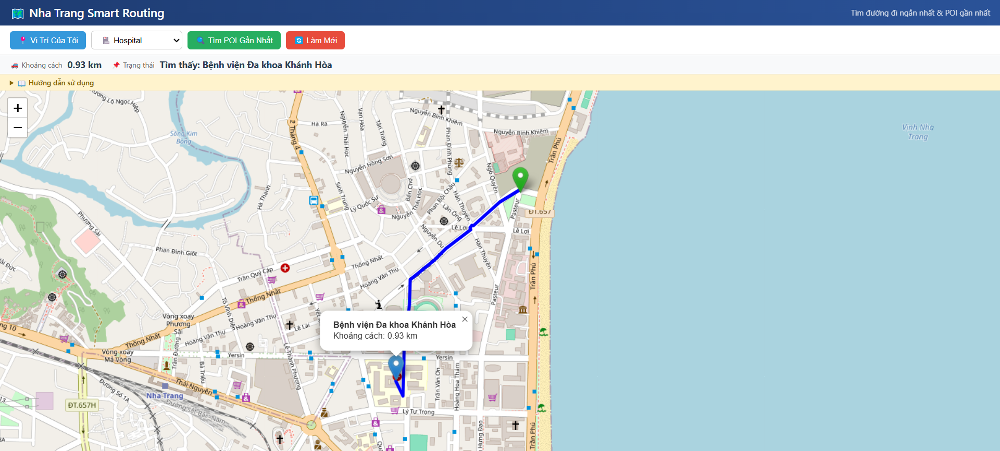 Nha Trang Smart Routing
Tìm đường đi ngắn nhất & POI gần nhất
Vị Trí Của Tôi
Hospital
Tìm POI Gần Nhất
Làm Mới
Khoảng cách 0.93 km
Trạng thái Tìm thấy: Bệnh viện Đa khoa Khánh Hòa
Hướng dẫn sử dụng
+
−
Hương Lộ Ngọc Hiệp
Sông Kim
Bồng
2 Tháng 4
Hà Ra
Nguyễn Thái Học
Vạn Hòa
Tân Trang
Nguyễn Bỉnh Khiêm
Phan Đình Phùng
Nguyễn Bỉnh Khiêm
Trần Phú
Vịnh Nha
Trang
Nguyễn Hồng Sơn
Ngô Quyền
Bến Chợ
Sinh Trung
Lý Quốc Sư
Nguyễn Thái Học
Phan Bội Châu
Hàn Thuyên
Lãn Ông
Hà Thanh
Pasteur
ĐT.657
Phương Sài
Nguyễn Du
Lê Lợi
Lê Lợi
Hàn Thuyên
Phan Đình Giót
Hải Đức
Thống Nhất
Trần Quý Cáp
Hoàng Văn Thụ
Trần Phú
Pasteur
Thống Nhất
Tô Vĩnh Diện
Vòng xoay
Phương
Sài
Hoàng Văn Thụ
Lê Lai
Hoàng Văn Thụ
Thống Nhất
Trần Đường
Lê Thành Phương
Bệnh viện Đa khoa Khánh Hòa
Khoảng cách: 0.93 km
×
Vòng xoay
Mã Vòng
Yersin
Yersin
Bà Triệu
Trần Văn Ơn
Hoàng Hoa Thám
Thái Nguyên
Nha Trang
Đường Số 1A
Đường sắt Bắc-Nam
ĐT.657H
Lý Tự Trọng
Hưng Đạo
Trần Phú